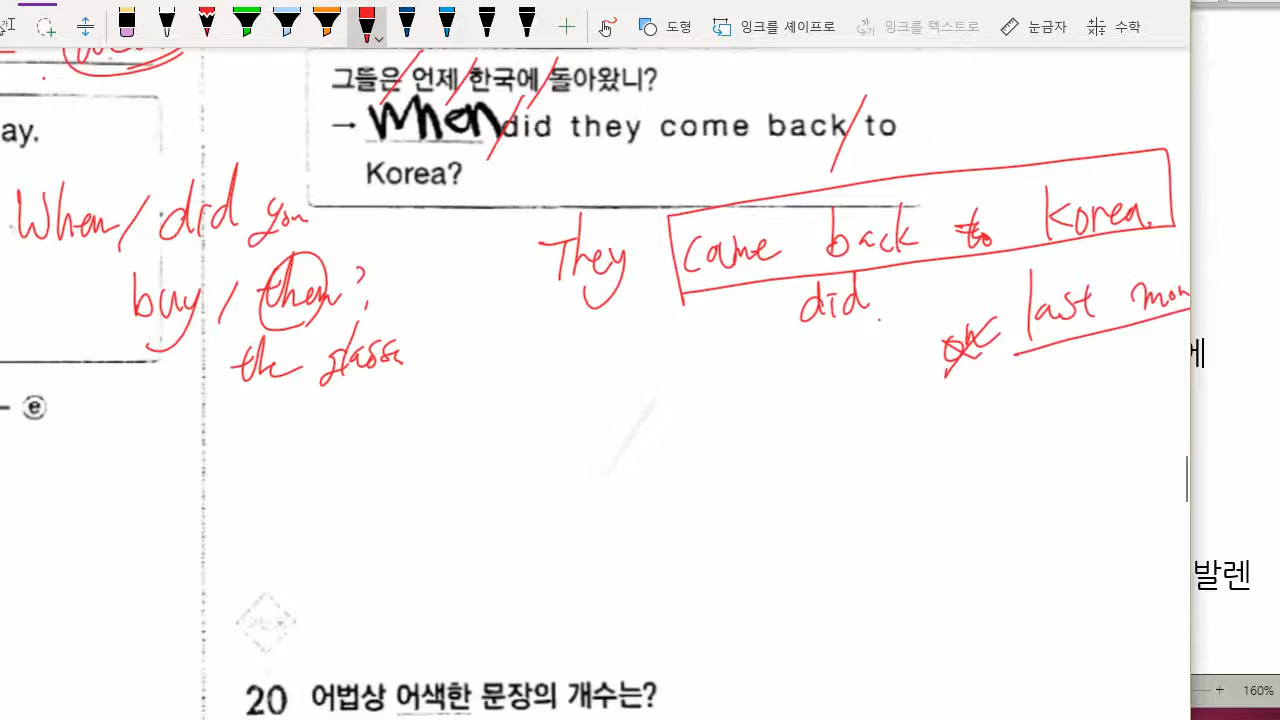 도형 잉크를 셰이프로 잉크를 텍스트로 눈금자 수학
그들은 언제 한국에 돌아왔니?
→ When did they come back to
Korea?
ay.
When / did you
buy / them?
the glasse
They came back to Korea.
did.
last mon
- ⓔ
에
발렌
20 어법상 어색한 문장의 개수는?
160%